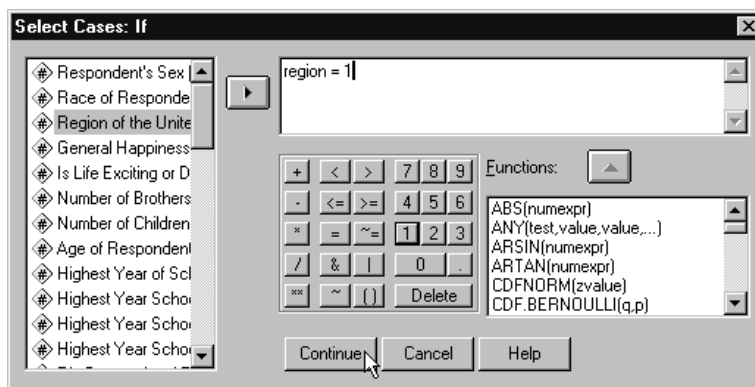 Select Cases: If
Respondent's Sex
Race of Responde
Region of the Unite
General Happiness
Is Life Exciting or D
Number of Brothers
Number of Children
Age of Respondent
Highest Year of Scl
Highest Year Schoo
Highest Year Schoo
Highest Year Schoo
region = 1
+ < > 7 8 9
- <= >= 4 5 6
* = ~= 1 2 3
/ & | 0 .
** ~ () Delete
Functions:
ABS(numexpr)
ANY(test,value,value,...)
ARSIN(numexpr)
ARTAN(numexpr)
CDFNORM(zvalue)
CDF.BERNOULLI(q,p)
Continue Cancel Help